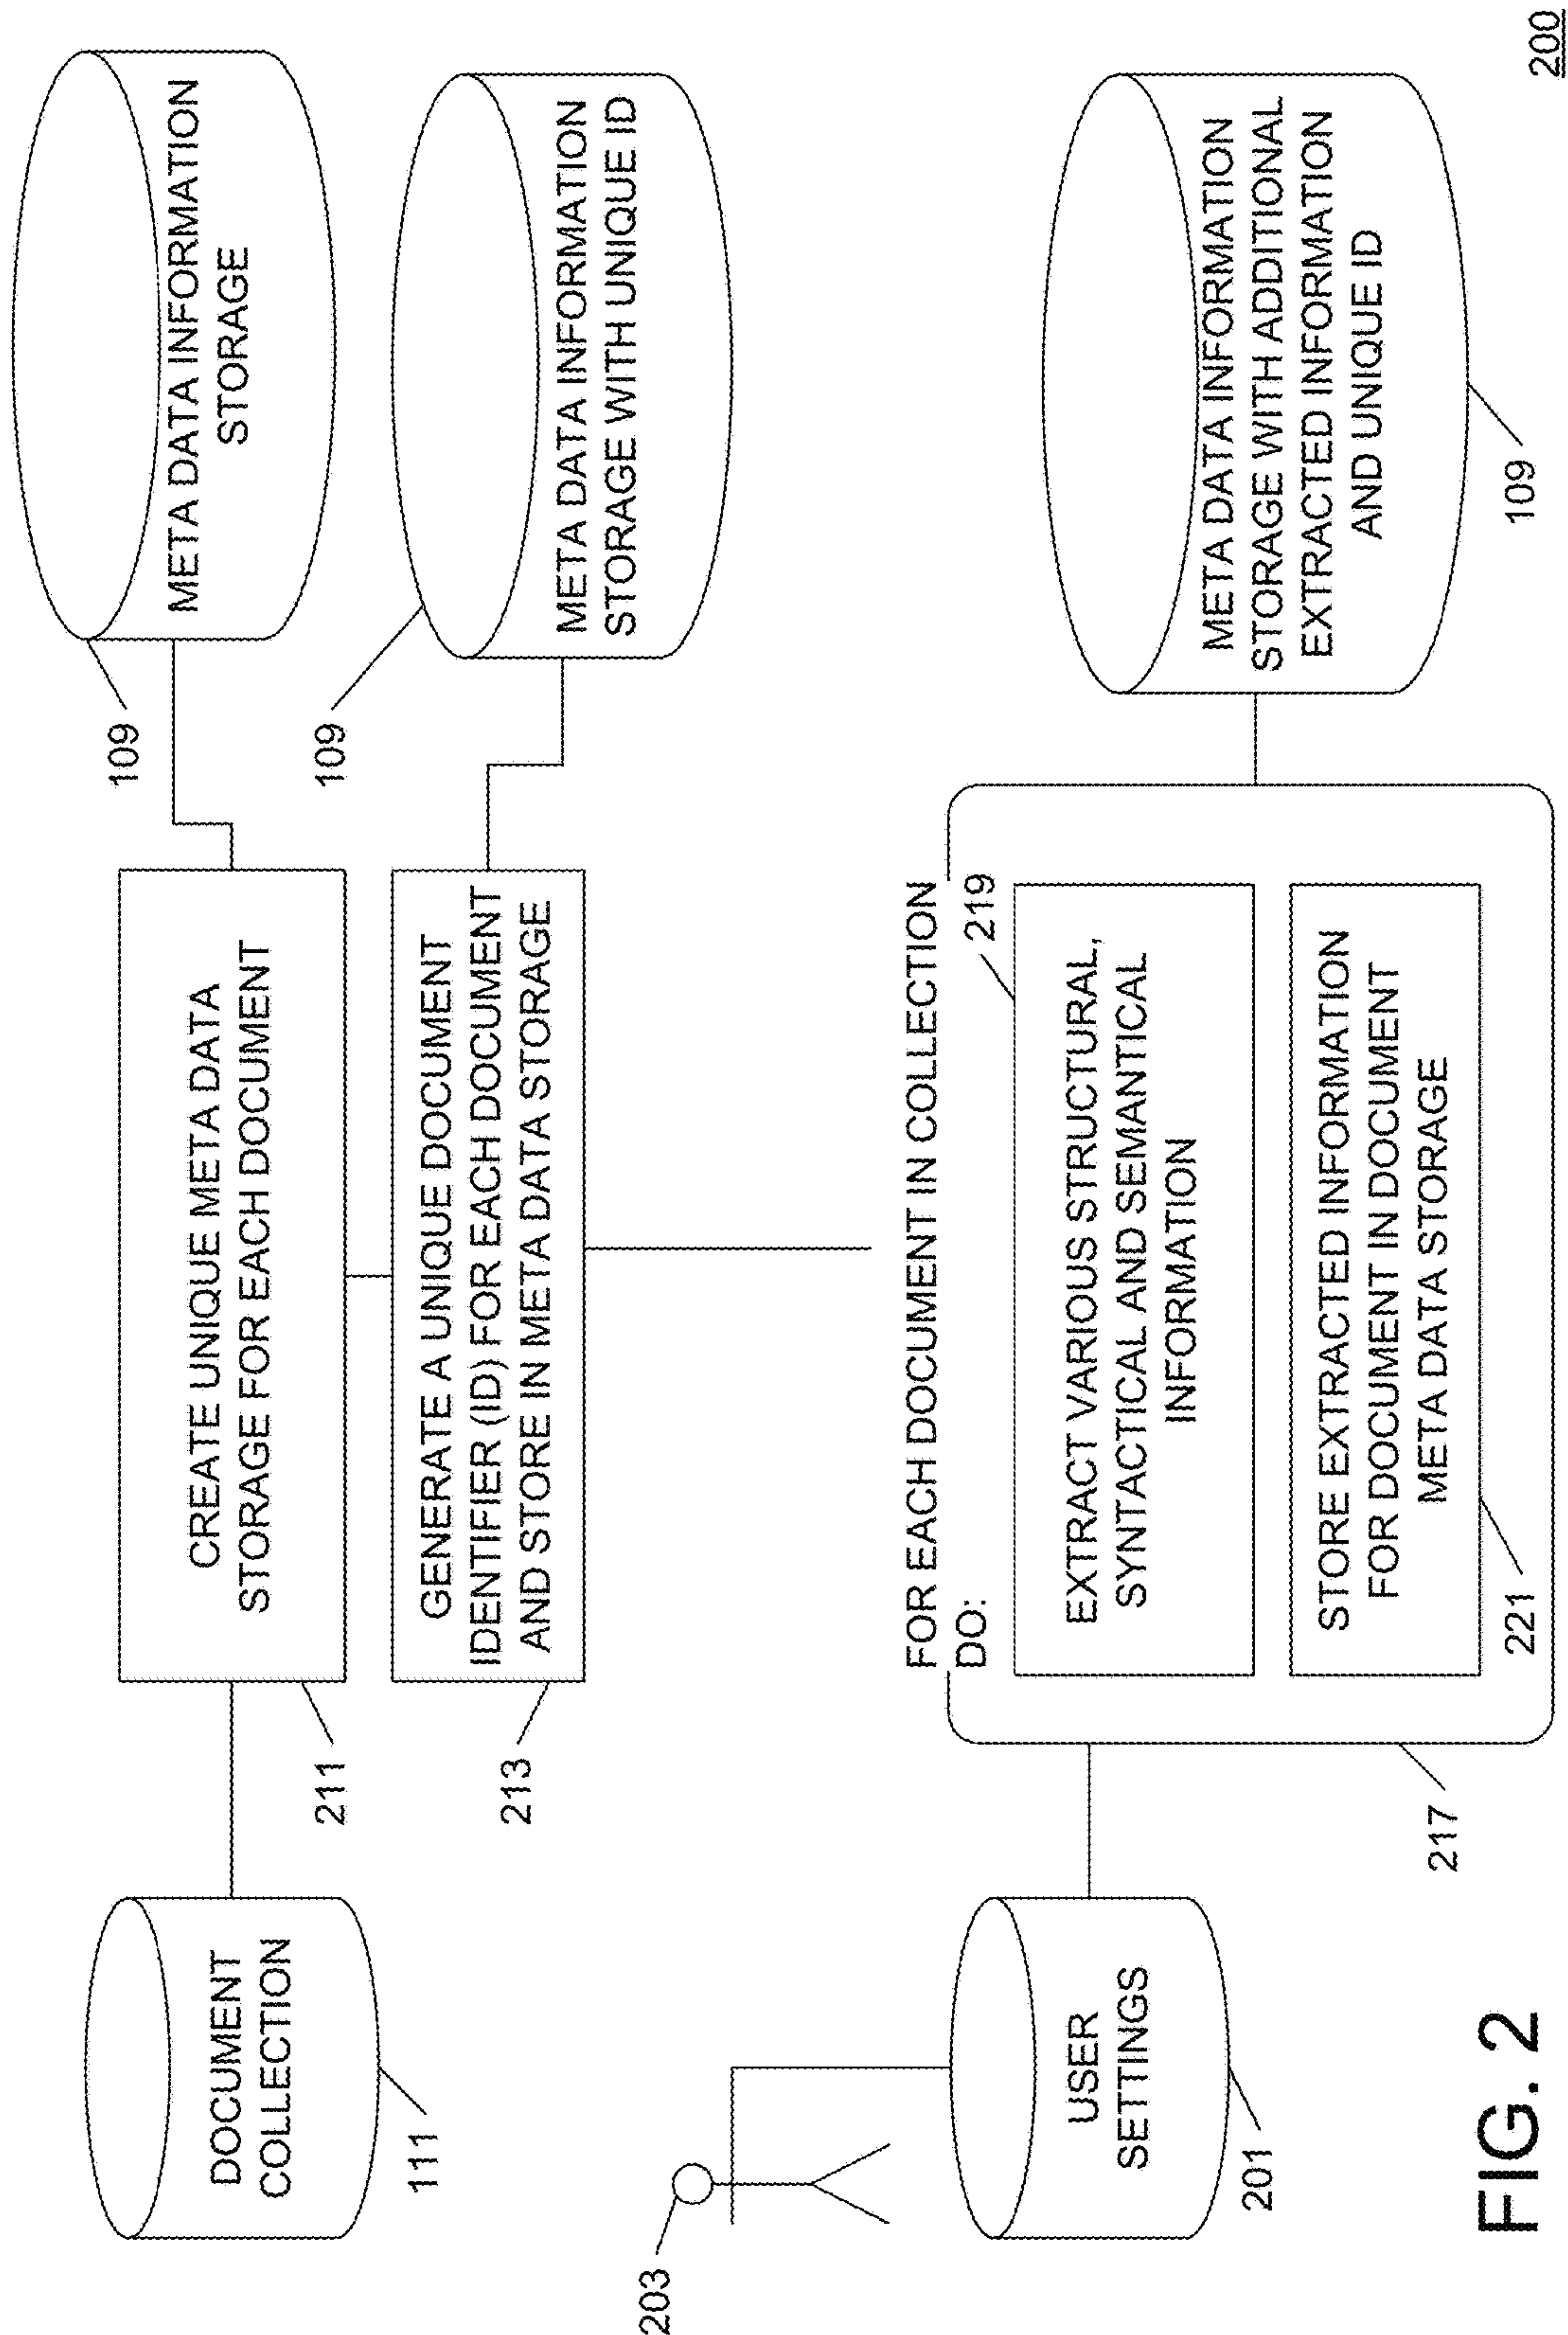 DOCUMENT
COLLECTION
111
CREATE UNIQUE META DATA
STORAGE FOR EACH DOCUMENT
211
META DATA INFORMATION
STORAGE
109
GENERATE A UNIQUE DOCUMENT
IDENTIFIER (ID) FOR EACH DOCUMENT
AND STORE IN META DATA STORAGE
213
META DATA INFORMATION
STORAGE WITH UNIQUE ID
109
203
USER
SETTINGS
201
FOR EACH DOCUMENT IN COLLECTION
DO:
219
EXTRACT VARIOUS STRUCTURAL,
SYNTACTICAL AND SEMANTICAL
INFORMATION
STORE EXTRACTED INFORMATION
FOR DOCUMENT IN DOCUMENT
META DATA STORAGE
221
217
META DATA INFORMATION
STORAGE WITH ADDITIONAL
EXTRACTED INFORMATION
AND UNIQUE ID
109
FIG. 2
200